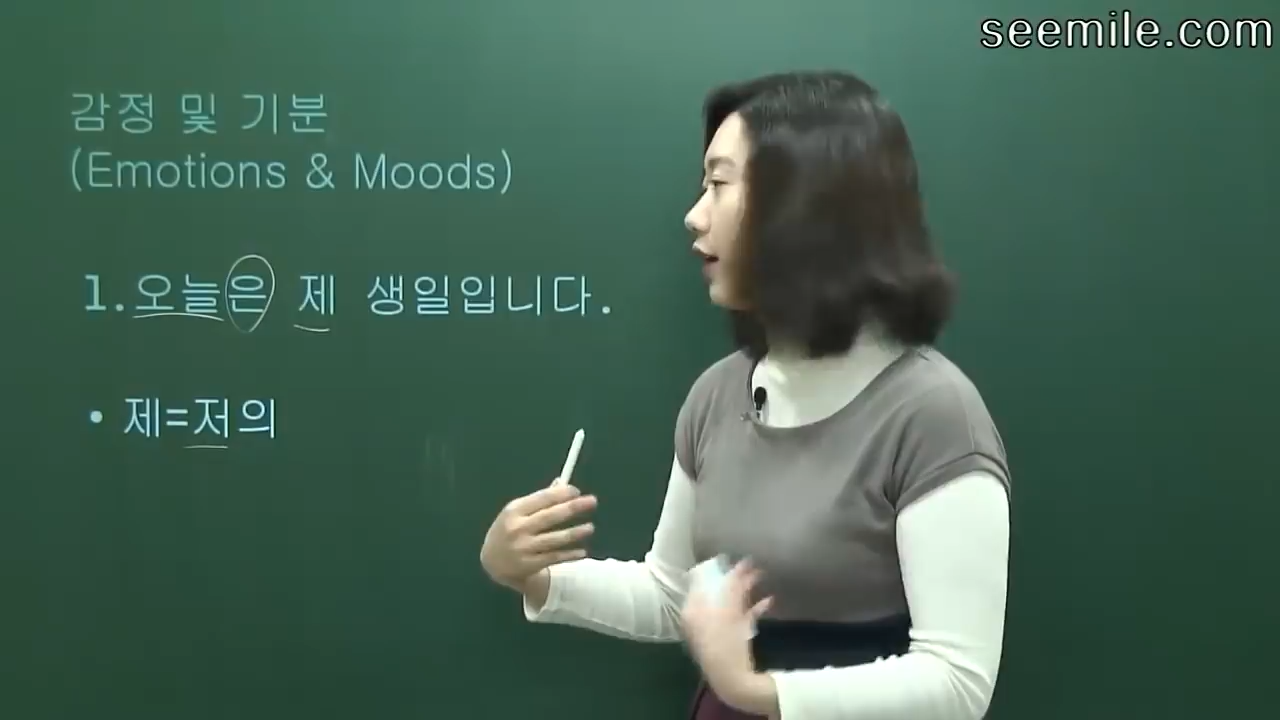 seemile.com
감정 및 기분
(Emotions & Moods)
1.오늘은 제 생일입니다.
• 제=저의